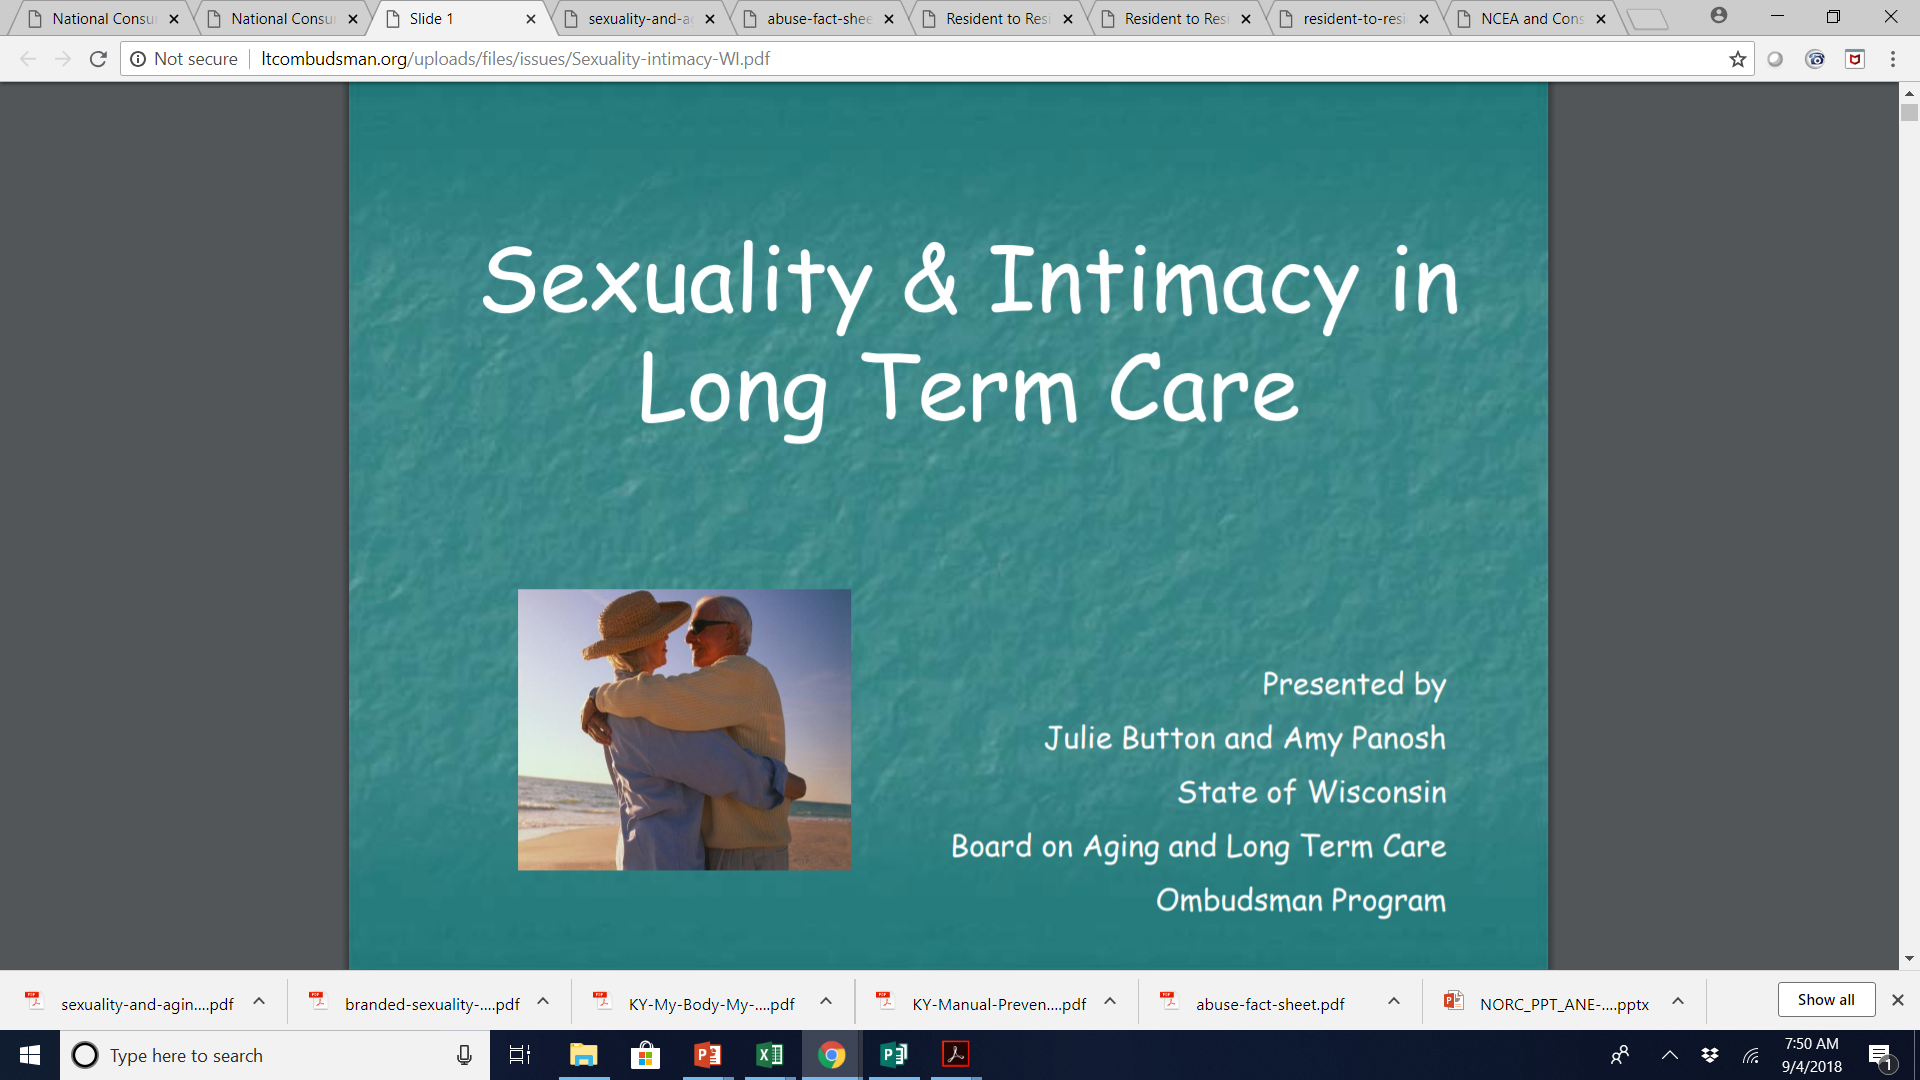 National Consu
National Consu
Slide 1
sexuality-and-a
abuse-fact-shee
Resident to Resi
Resident to Resi
resident-to-resi
NCEA and Cons
Not secure
ltcombudsman.org/uploads/files/issues/Sexuality-intimacy-WI.pdf
Sexuality & Intimacy in
Long Term Care
Presented by
Julie Button and Amy Panosh
State of Wisconsin
Board on Aging and Long Term Care
Ombudsman Program
sexuality-and-agin....pdf
branded-sexuality-....pdf
KY-My-Body-My-....pdf
KY-Manual-Preven....pdf
abuse-fact-sheet.pdf
NORC_PPT_ANE-....pptx
Show all
Type here to search
7:50 AM
9/4/2018
1